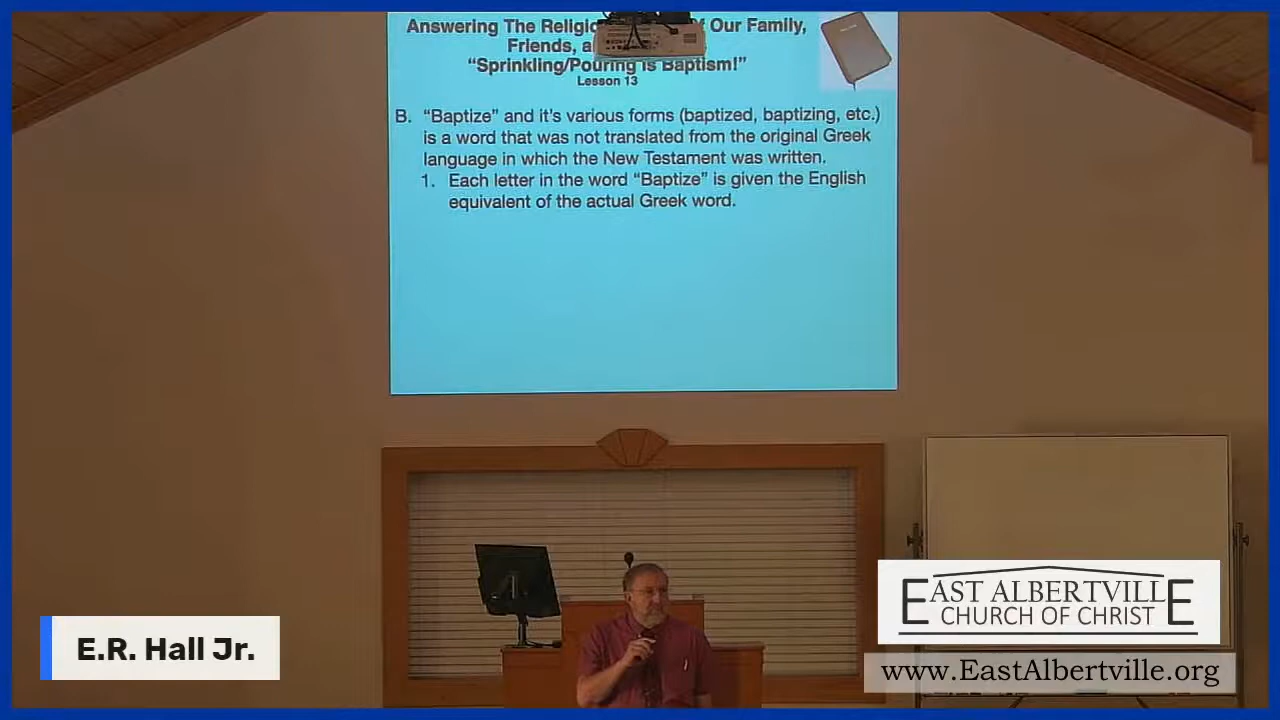 Answering The Religio Of Our Family,
Friends, a
“Sprinkling/Pouring Is Baptism!”
Lesson 13
B. “Baptize” and it's various forms (baptized, baptizing, etc.)
is a word that was not translated from the original Greek
language in which the New Testament was written.
1. Each letter in the word “Baptize” is given the English
equivalent of the actual Greek word.
E.R. Hall Jr.
EAST ALBERTVILLE
CHURCH OF CHRIST
www.EastAlbertville.org